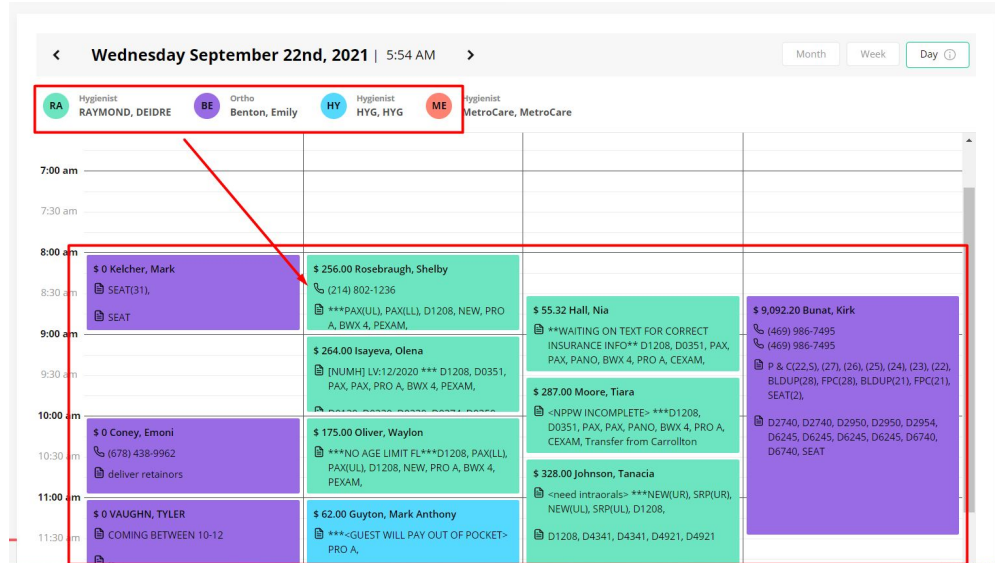 Wednesday September 22nd, 2021 | 5:54 AM
Month
Week
Day
RA
Hygienist
RAYMOND, DEIDRE
BE
Ortho
Benton, Emily
HY
Hygienist
HYG, HYG
ME
Hygienist
MetroCare, MetroCare
7:00 am
7:30 am
8:00 am
8:30 am
9:00 am
9:30 am
10:00 am
10:30 am
11:00 am
11:30 am
$ 0 Kelcher, Mark
SEAT(31),
SEAT
$ 0 Coney, Emoni
(678) 438-9962
deliver retainors
$ 0 VAUGHN, TYLER
COMING BETWEEN 10-12
$ 256.00 Rosebraugh, Shelby
(214) 802-1236
***PAX(UL), PAX(LL), D1208, NEW, PRO
A, BWX 4, PEXAM,
$ 264.00 Isayeva, Olena
[NUMH] LV:12/2020 *** D1208, D0351,
PAX, PAX, PRO A, BWX 4, PEXAM,
$ 175.00 Oliver, Waylon
***NO AGE LIMIT FL***D1208, PAX(LL),
PAX(UL), D1208, NEW, PRO A, BWX 4,
PEXAM,
$ 62.00 Guyton, Mark Anthony
***<GUEST WILL PAY OUT OF POCKET>
PRO A,
$ 55.32 Hall, Nia
**WAITING ON TEXT FOR CORRECT
INSURANCE INFO** D1208, D0351, PAX,
PAX, PANO, BWX 4, PRO A, CEXAM,
$ 287.00 Moore, Tiara
<NPPW INCOMPLETE> ***D1208,
D0351, PAX, PAX, PANO, BWX 4, PRO A,
CEXAM, Transfer from Carrollton
$ 328.00 Johnson, Tanacia
<need intraorals> ***NEW(UR), SRP(UR),
NEW(UL), SRP(UL), D1208,
D1208, D4341, D4341, D4921, D4921
$ 9,092.20 Bunat, Kirk
(469) 986-7495
(469) 986-7495
P & C(22,S), (27), (26), (25), (24), (23), (22),
BLDUP(28), FPC(28), BLDUP(21), FPC(21),
SEAT(2),
D2740, D2740, D2950, D2950, D2954,
D6245, D6245, D6245, D6245, D6740,
D6740, SEAT